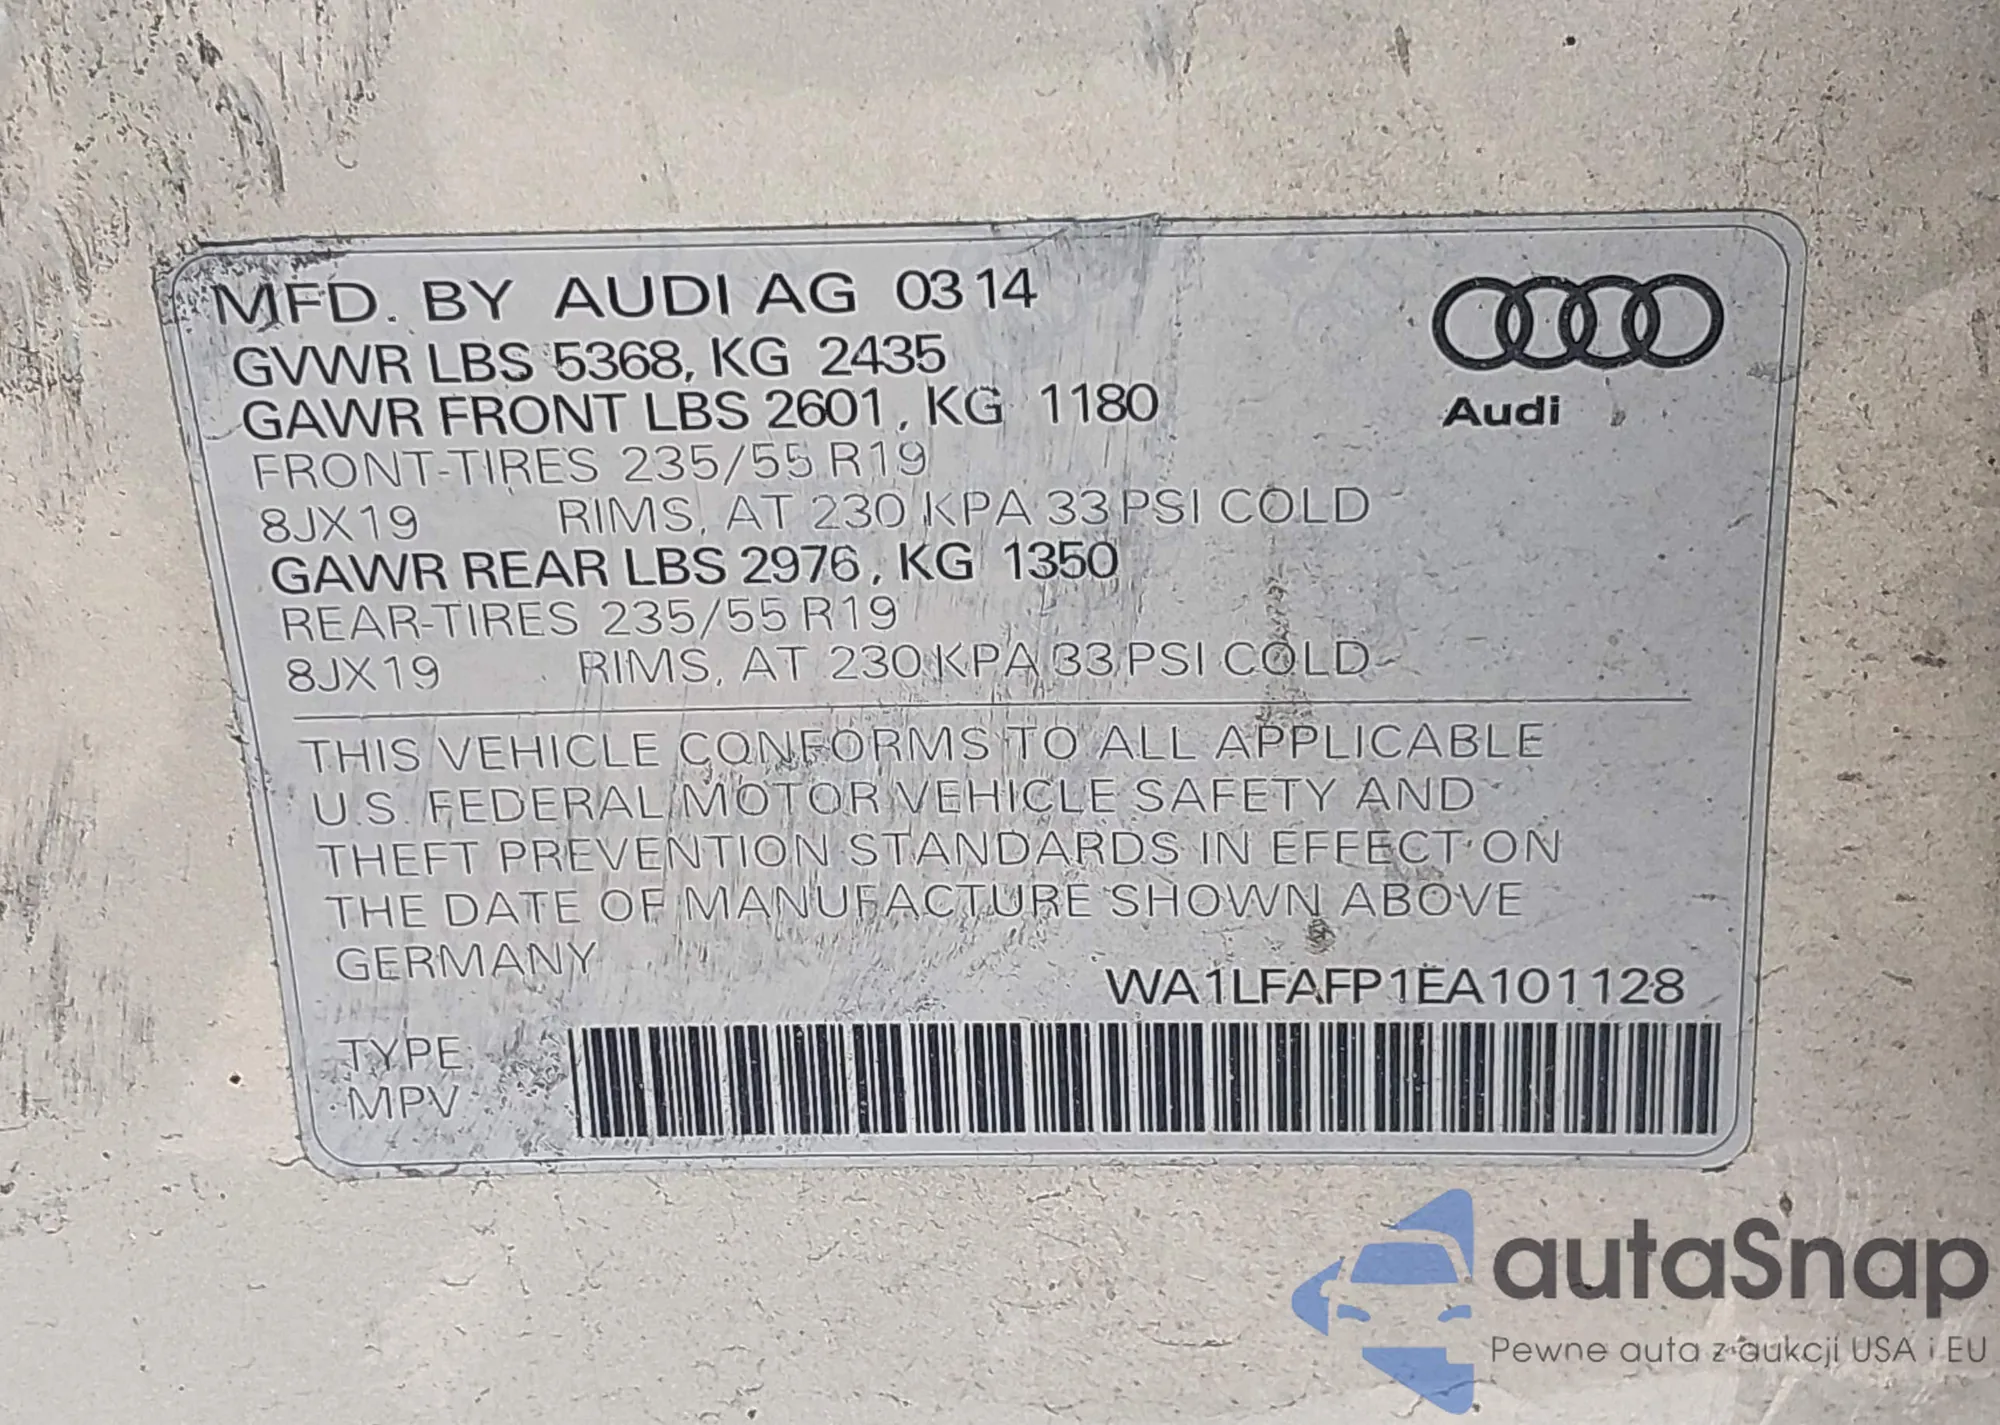 MFD. BY AUDI AG 03 14
GVWR LBS 5368, KG 2435
GAWR FRONT LBS 2601, KG 1180
FRONT-TIRES 235/55 R19
8JX19 RIMS, AT 230 KPA 33 PSI COLD
GAWR REAR LBS 2976, KG 1350
REAR-TIRES 235/55 R19
8JX19 RIMS, AT 230 KPA 33 PSI COLD
Audi
THIS VEHICLE CONFORMS TO ALL APPLICABLE
U.S. FEDERAL MOTOR VEHICLE SAFETY AND
THEFT PREVENTION STANDARDS IN EFFECT ON
THE DATE OF MANUFACTURE SHOWN ABOVE
GERMANY
WA1LFAFP1EA101128
TYPE:
MPV
autaSnap
Pewne auta z aukcji USA i EU